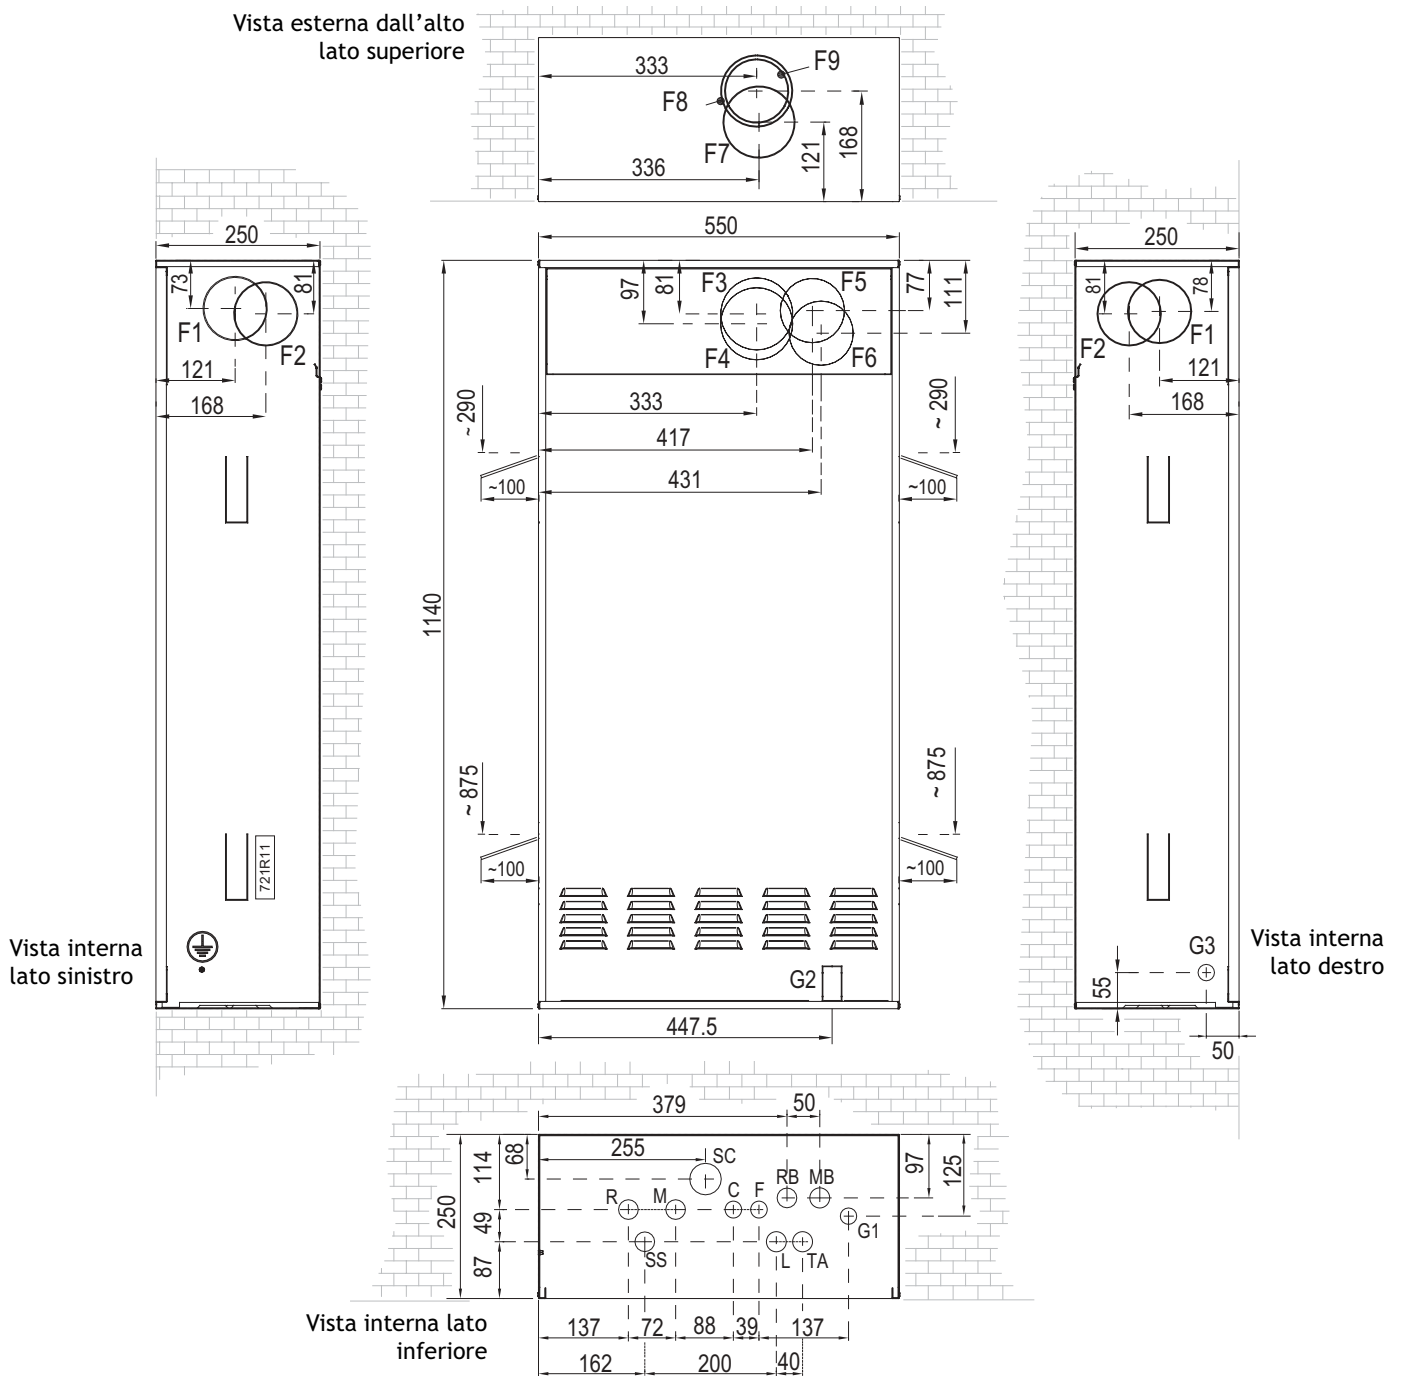 Vista esterna dall'alto
lato superiore
333
F9
F8
F7
168
121
336
550
250
73
81
F1
F2
121
168
97
81
F3
F5
F4
F6
77
111
250
81
78
F2
F1
121
168
333
417
431
~ 290
~100
~ 290
~100
1140
~ 875
~100
~ 875
~100
721R11
Vista interna
lato sinistro
G2
447.5
G3
55
50
Vista interna
lato destro
379
50
255
68
114
250
49
87
97
125
SC
RB
MB
R
M
C
F
G1
SS
L
TA
Vista interna lato
inferiore
137
72
88
39
137
162
200
40